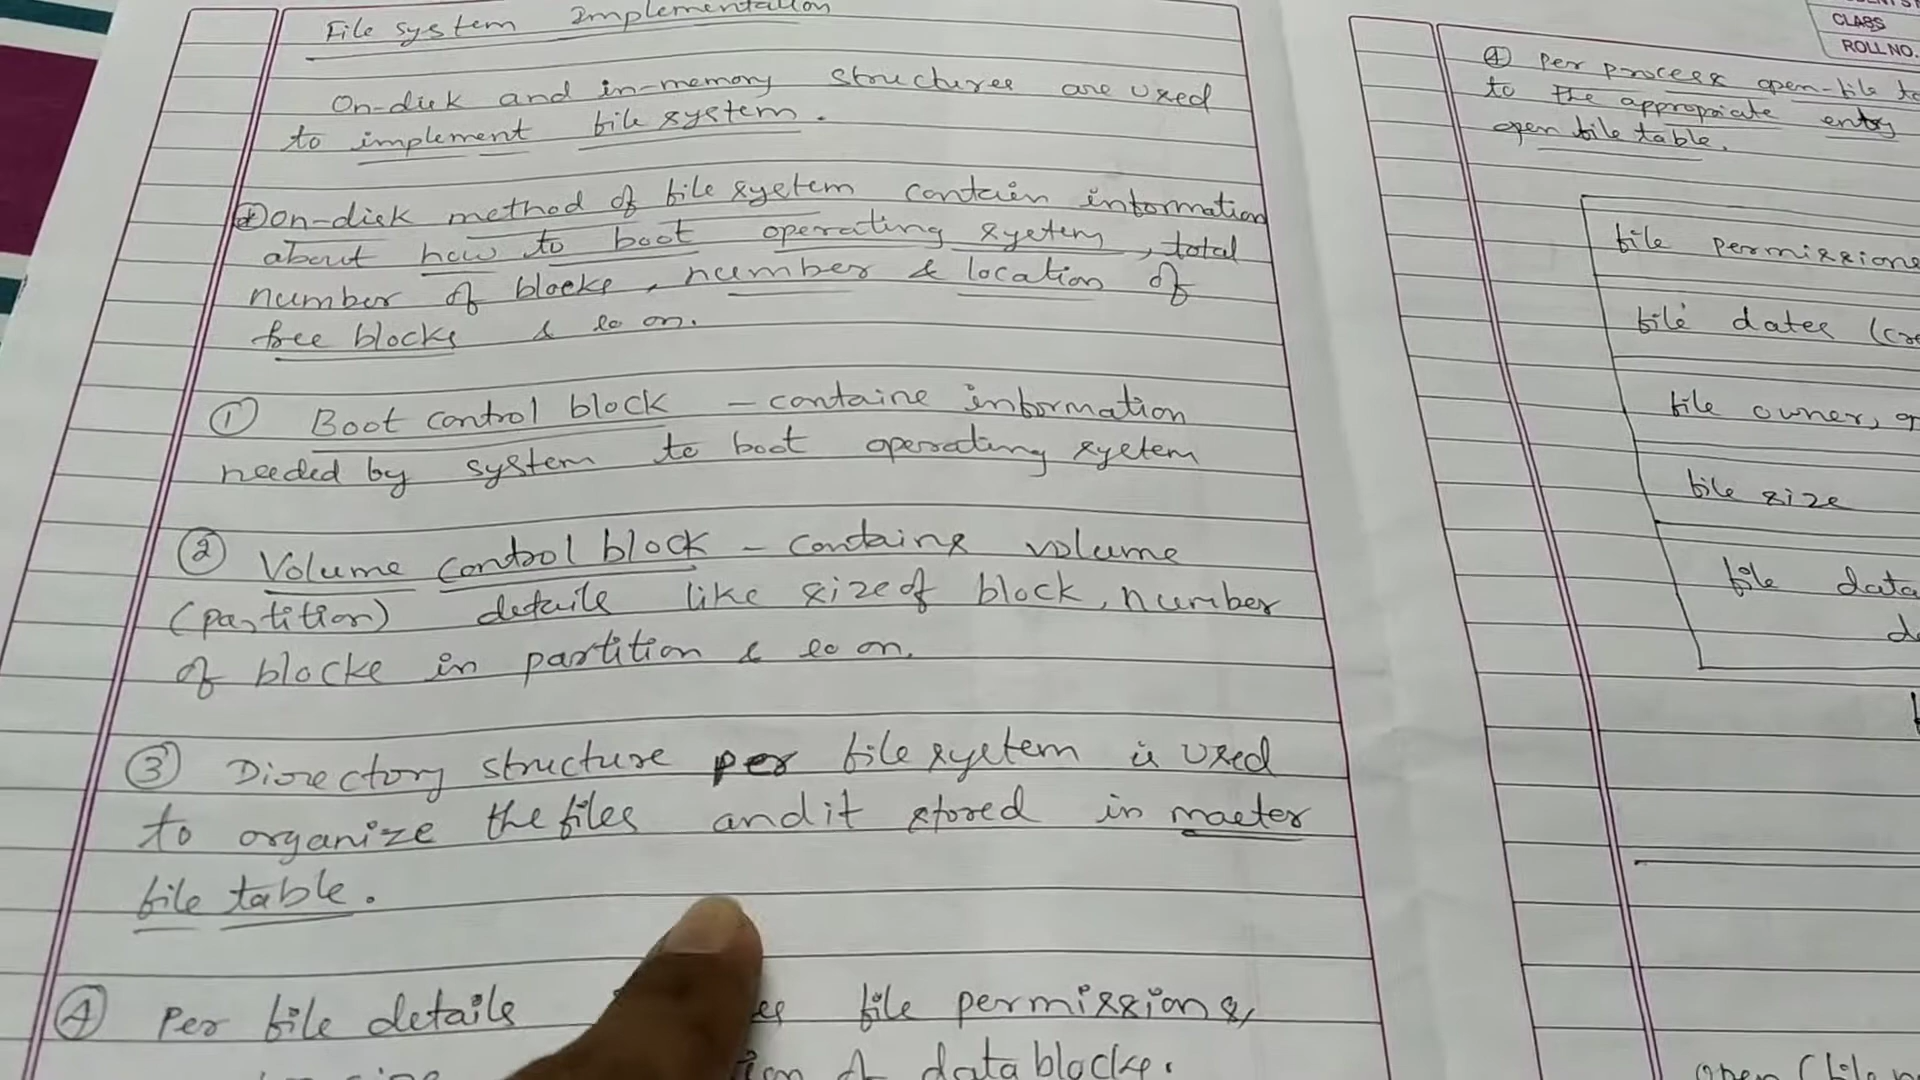 File system Implementation
On-disk and in-memory structures are used
to implement file system.
On-disk method of file system contain information
about how to boot operating system, total
number of blocks, number & location of
free blocks & so on.
① Boot control block - contains information
needed by system to boot operating system
② Volume control block - contains volume
(partition) details like size of block, number
of blocks in partition & so on.
③ Directory structure per file system is used
to organize the files and it stored in master
file table.
④ Per file details file permissions,
of data blocks.
CLASS
ROLL NO.
④ per process open-file
to the appropriate entry
open file table.
file permissions
file dates
file owner,
file size
file data
open (file